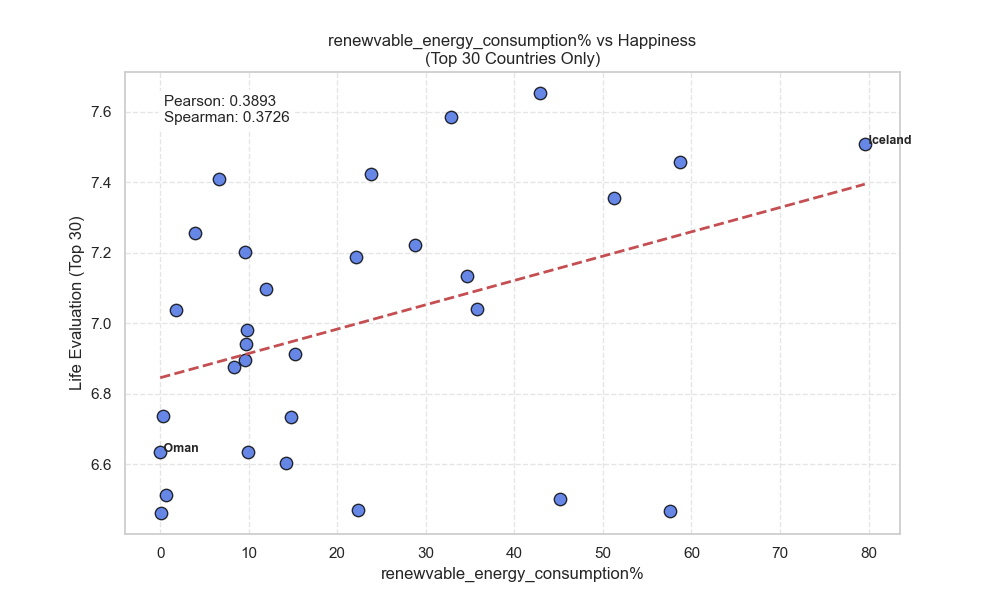 renewvable_energy_consumption% vs Happiness
(Top 30 Countries Only)
Pearson: 0.3893
Spearman: 0.3726
7.6
7.4
7.2
7.0
6.8
6.6
Life Evaluation (Top 30)
Iceland
Oman
0 10 20 30 40 50 60 70 80
renewvable_energy_consumption%